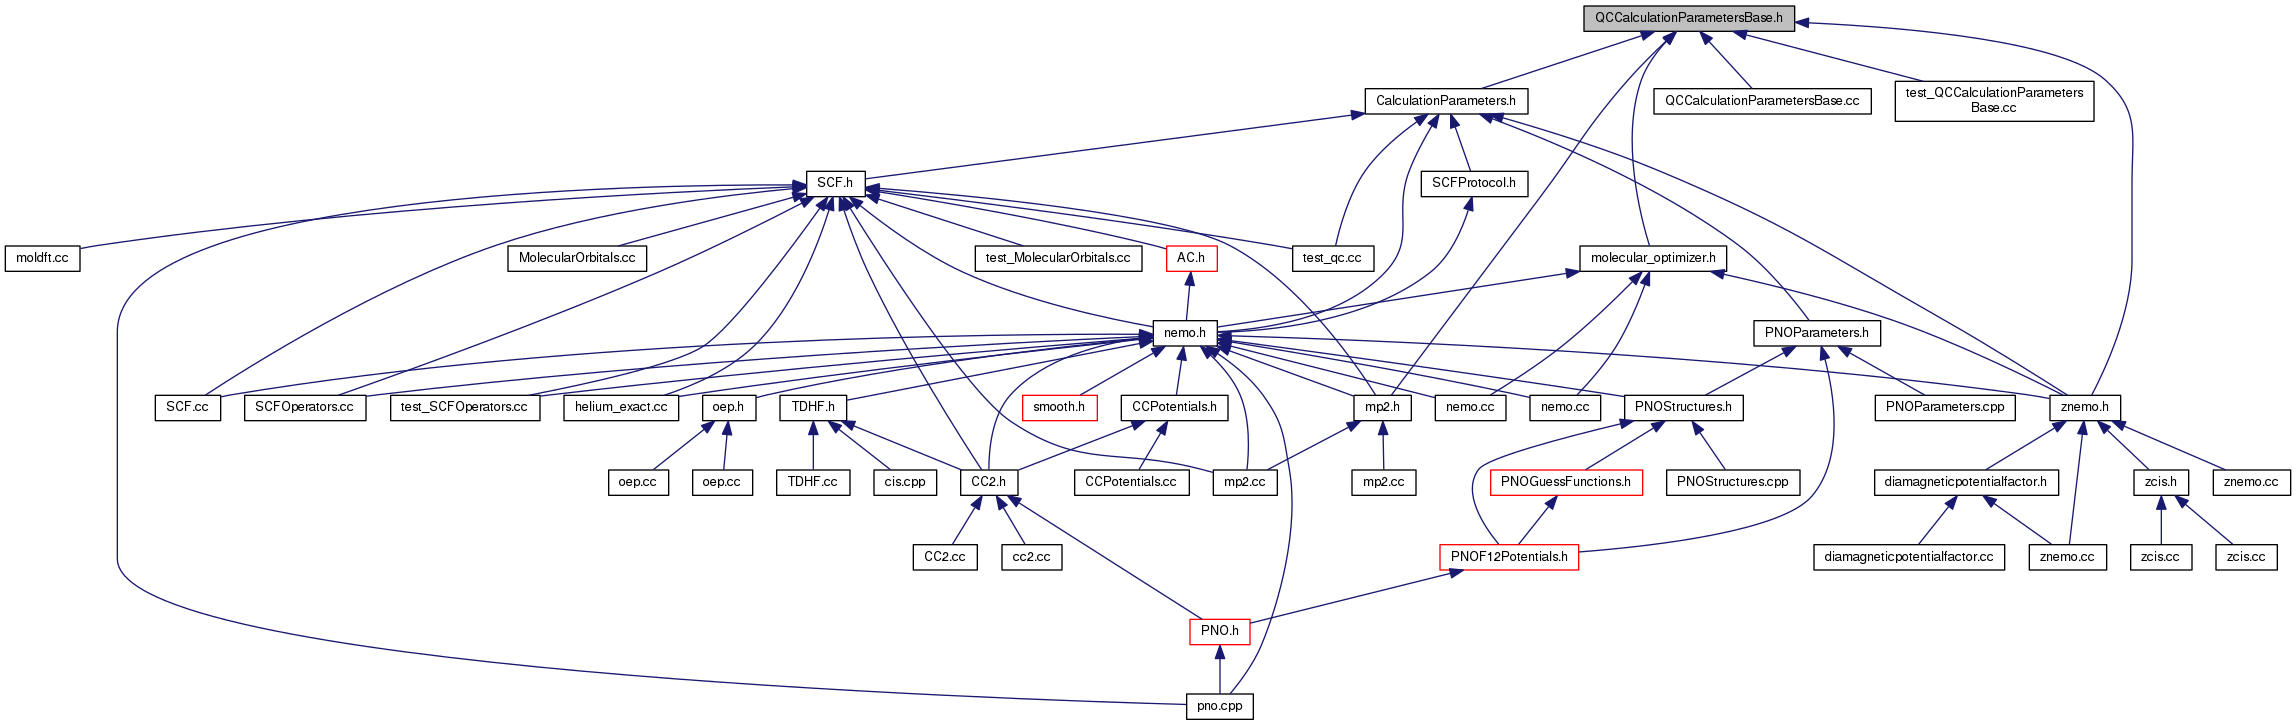 QCCalculationParametersBase.h
CalculationParameters.h
QCCalculationParametersBase.cc
test_QCCalculationParameters
Base.cc
SCF.h
SCFProtocol.h
moldft.cc
MolecularOrbitals.cc
test_MolecularOrbitals.cc
AC.h
test_qc.cc
molecular_optimizer.h
nemo.h
PNOParameters.h
SCF.cc
SCFOperators.cc
test_SCFOperators.cc
helium_exact.cc
oep.h
TDHF.h
smooth.h
CCPotentials.h
mp2.h
nemo.cc
nemo.cc
PNOStructures.h
PNOParameters.cpp
znemo.h
oep.cc
oep.cc
TDHF.cc
cis.cpp
CC2.h
CCPotentials.cc
mp2.cc
mp2.cc
PNOGuessFunctions.h
PNOStructures.cpp
diamagneticpotentialfactor.h
zcis.h
znemo.cc
CC2.cc
cc2.cc
PNOF12Potentials.h
diamagneticpotentialfactor.cc
znemo.cc
zcis.cc
zcis.cc
PNO.h
pno.cpp